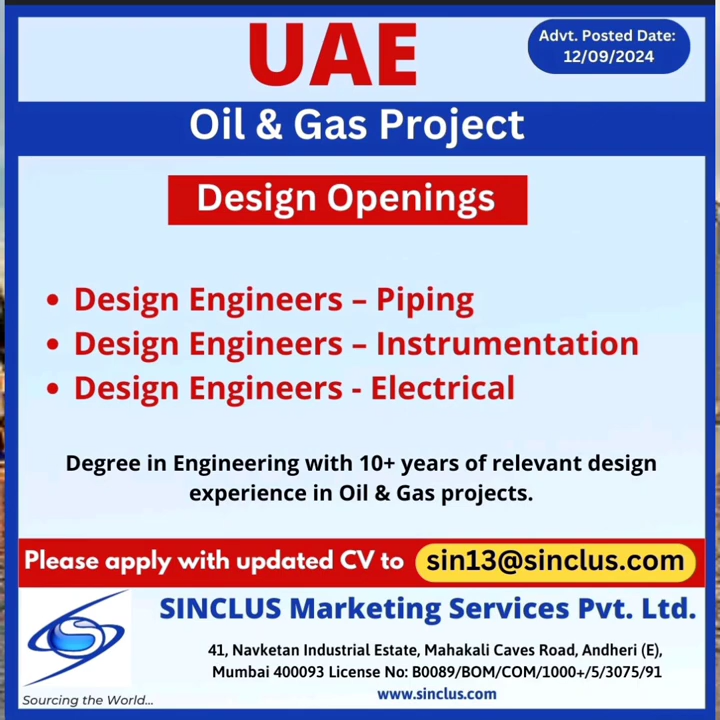 UAE
Advt. Posted Date:
12/09/2024
Oil & Gas Project
Design Openings
• Design Engineers – Piping
• Design Engineers – Instrumentation
• Design Engineers - Electrical
Degree in Engineering with 10+ years of relevant design
experience in Oil & Gas projects.
Please apply with updated CV to sin13@sinclus.com
SINCLUS Marketing Services Pvt. Ltd.
41, Navketan Industrial Estate, Mahakali Caves Road, Andheri (E),
Mumbai 400093 License No: B0089/BOM/COM/1000+/5/3075/91
www.sinclus.com
Sourcing the World...